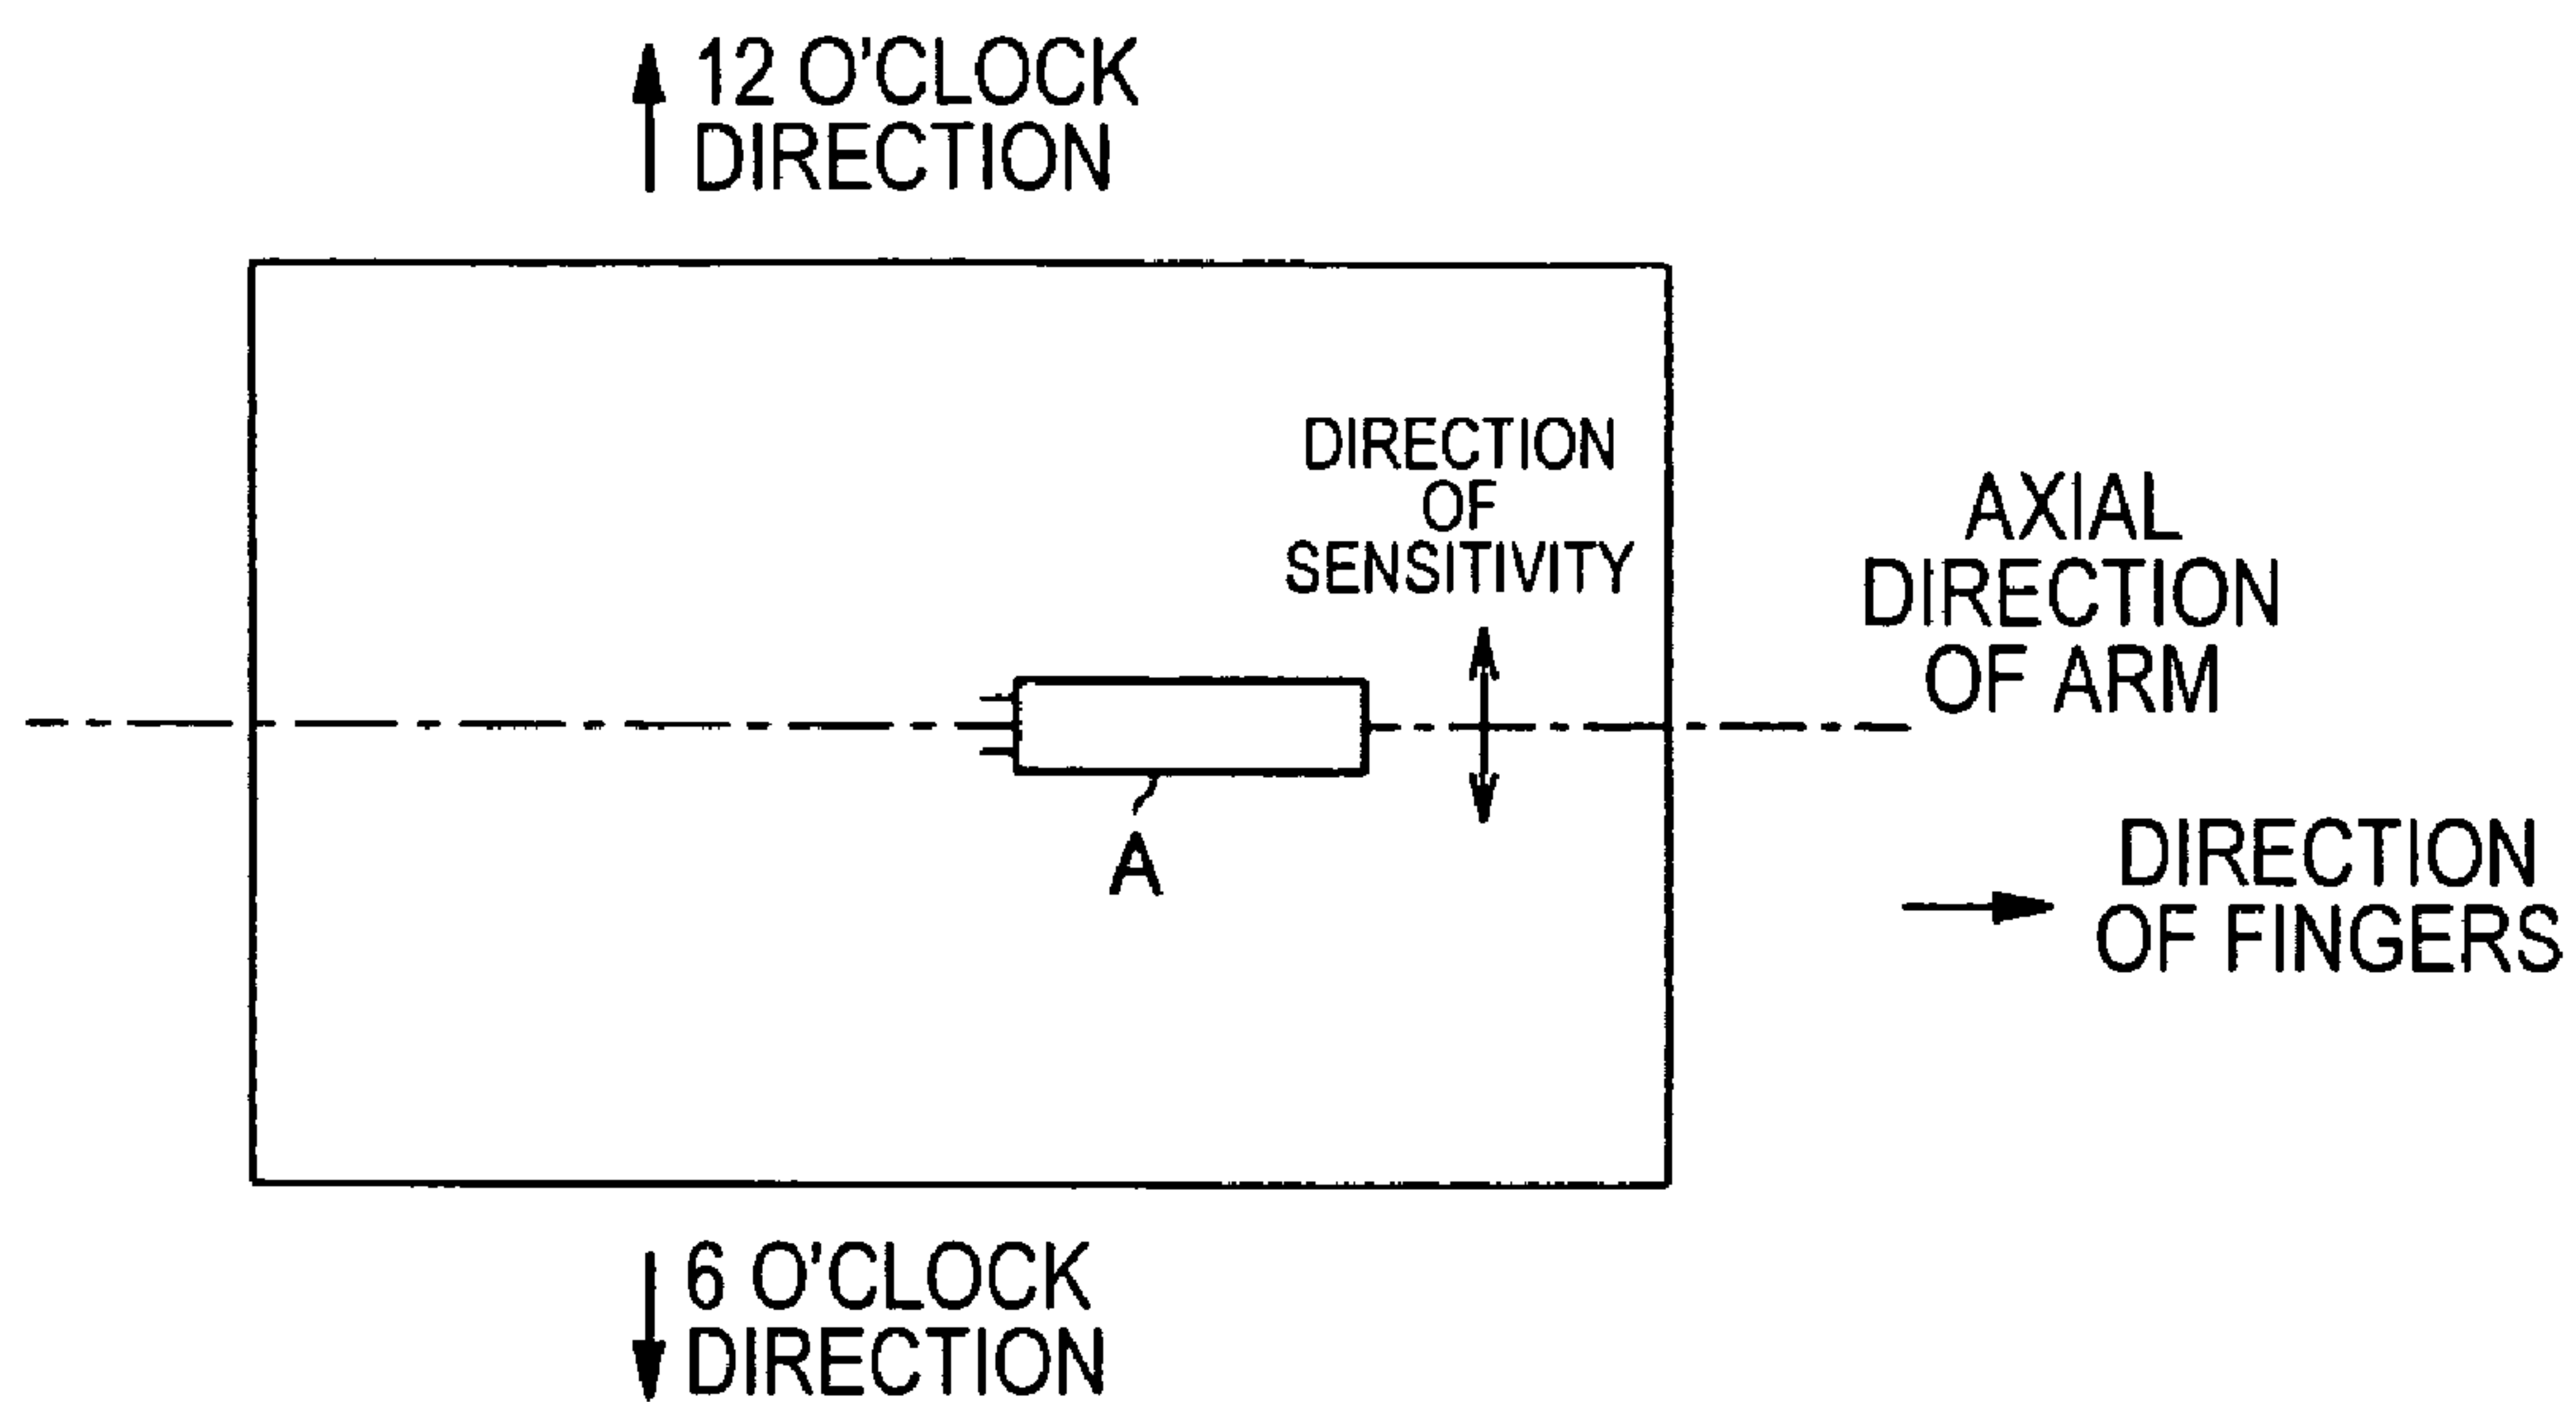 12 O'CLOCK
DIRECTION
DIRECTION
OF
SENSITIVITY
AXIAL
DIRECTION
OF ARM
A
DIRECTION
OF FINGERS
6 O'CLOCK
DIRECTION